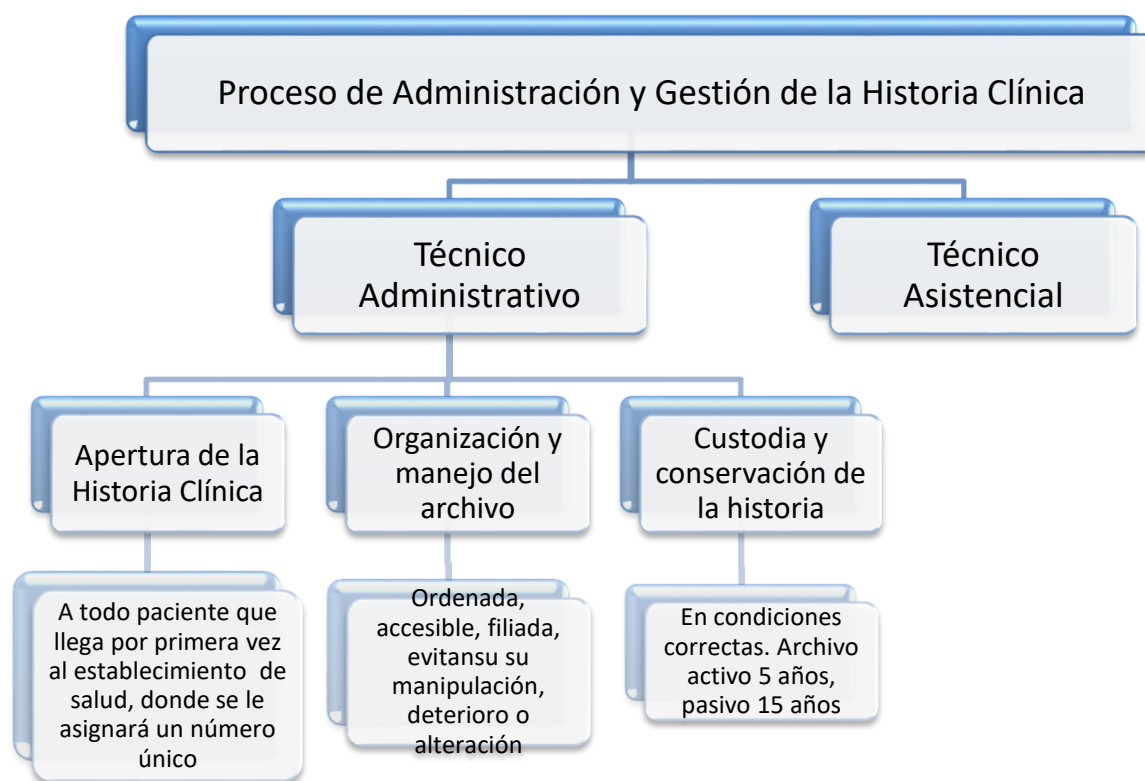 Proceso de Administración y Gestión de la Historia Clínica
Técnico
Administrativo
Técnico
Asistencial
Apertura de la
Historia Clínica
Organización y
manejo del
archivo
Custodia y
conservación de
la historia
A todo paciente que
llega por primera vez
al establecimiento de
salud, donde se le
asignará un número
único
Ordenada,
accesible, filiada,
evitansu su
manipulación,
deterioro o
alteración
En condiciones
correctas. Archivo
activo 5 años,
pasivo 15 años